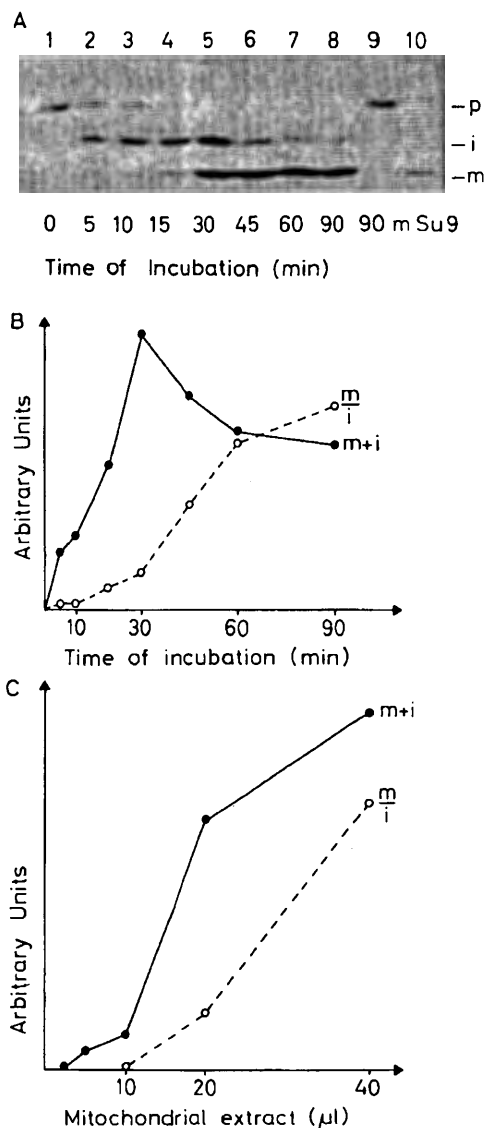 A
1 2 3 4 5 6 7 8 9 10
-p
-i
-m
0 5 10 15 30 45 60 90 90 m Su 9
Time of Incubation (min)
B
Arbitrary Units
m/i
m+i
10 30 60 90
Time of incubation (min)
C
Arbitrary Units
m+i
m/i
10 20 40
Mitochondrial extract (µl)